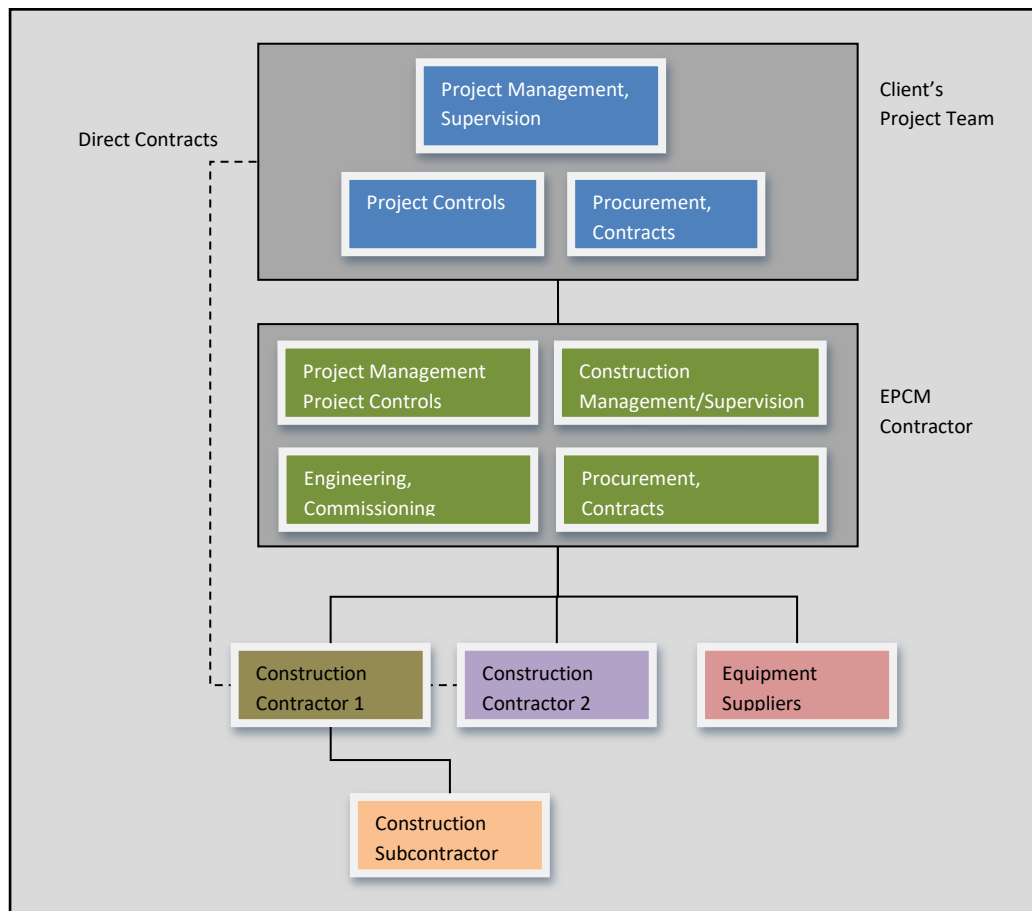 Project Management,
Supervision
Client’s
Project Team
Direct Contracts
Project Controls
Procurement,
Contracts
Project Management
Project Controls
Construction
Management/Supervision
EPCM
Contractor
Engineering,
Commissioning
Procurement,
Contracts
Construction
Contractor 1
Construction
Contractor 2
Equipment
Suppliers
Construction
Subcontractor